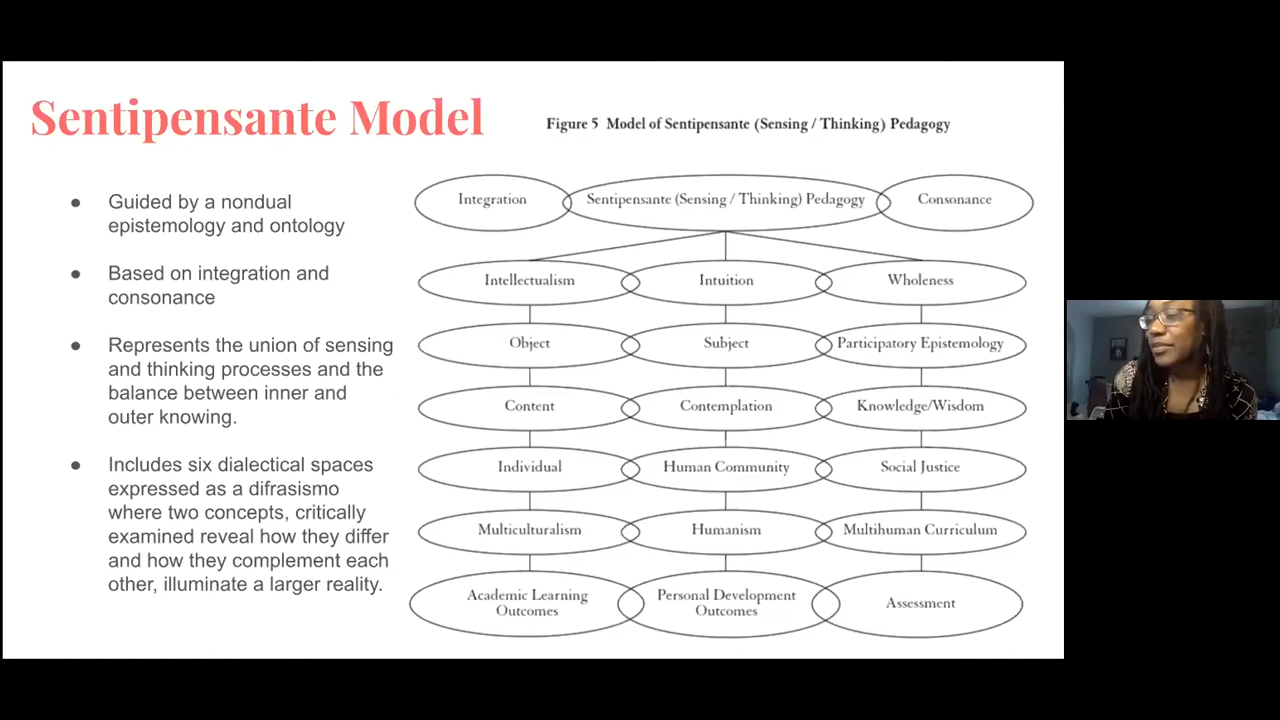 Sentipensante Model
Guided by a nondual
epistemology and ontology
Based on integration and
consonance
Represents the union of sensing
and thinking processes and the
balance between inner and
outer knowing.
Includes six dialectical spaces
expressed as a difrasismo
where two concepts, critically
examined reveal how they differ
and how they complement each
other, illuminate a larger reality.
Figure 5 Model of Sentipensante (Sensing / Thinking) Pedagogy
Integration
Sentipensante (Sensing / Thinking) Pedagogy
Consonance
Intellectualism
Intuition
Wholeness
Object
Subject
Participatory Epistemology
Content
Contemplation
Knowledge/Wisdom
Individual
Human Community
Social Justice
Multiculturalism
Humanism
Multihuman Curriculum
Academic Learning
Outcomes
Personal Development
Outcomes
Assessment